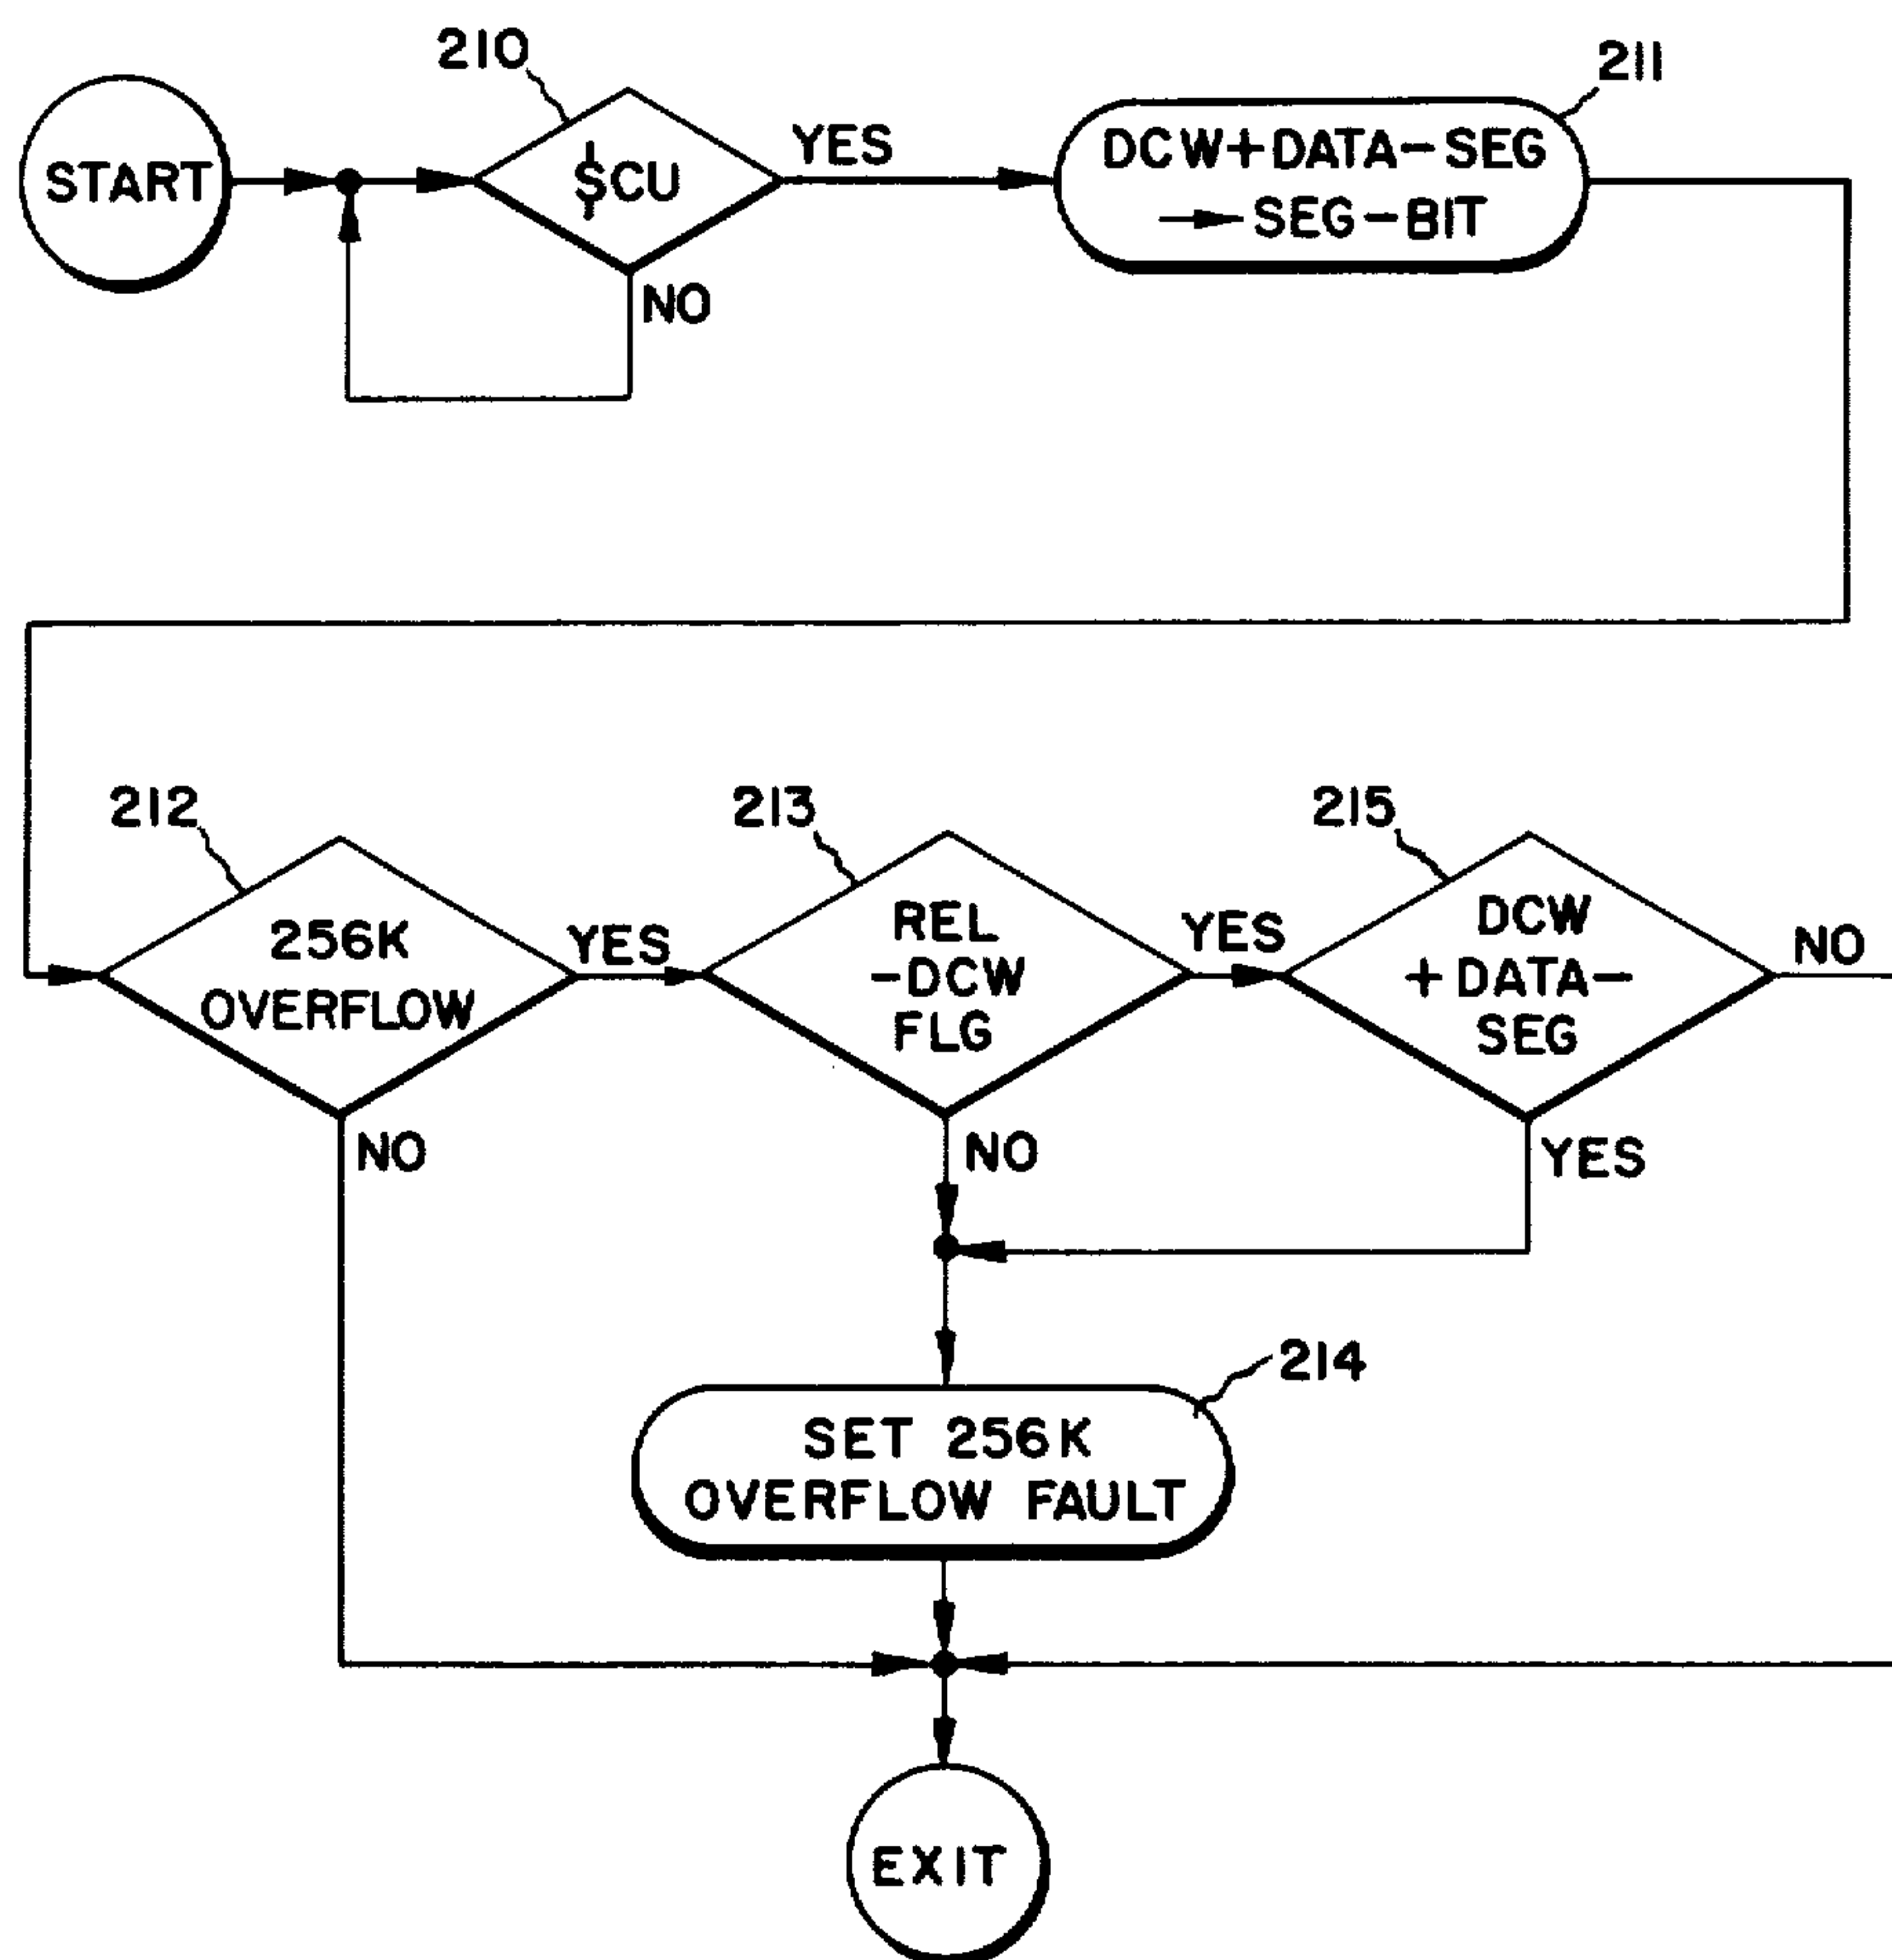 210
211
START
$CU
YES
DCW+DATA-SEG
→ SEG-BIT
NO
212
213
215
256K
OVERFLOW
YES
REL
-DCW
FLG
YES
DCW
+ DATA-
SEG
NO
NO
NO
YES
214
SET 256K
OVERFLOW FAULT
EXIT